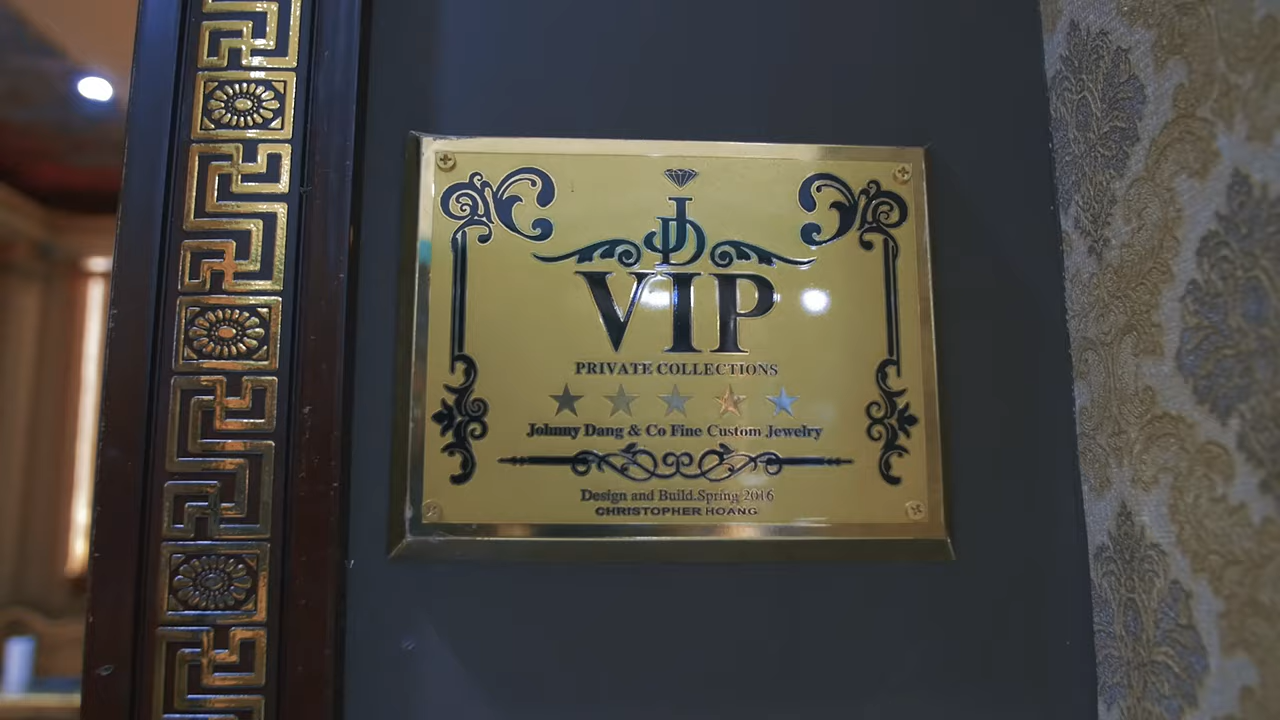 JD
VIP
PRIVATE COLLECTIONS
Johnny Dang & Co Fine Custom Jewelry
Design and Build.Spring 2016
CHRISTOPHER HOANG